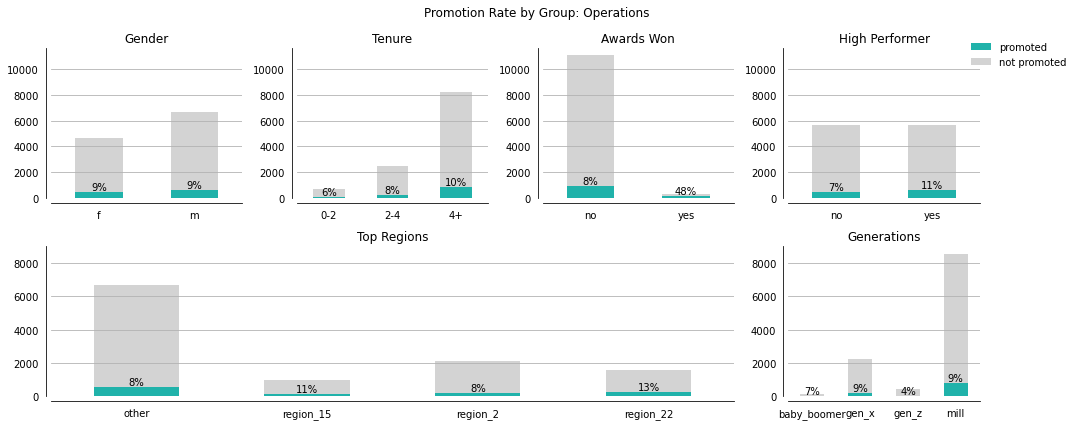 Promotion Rate by Group: Operations
Gender
Tenure
Awards Won
High Performer
promoted
not promoted
10000
8000
6000
4000
2000
0
9%
9%
f
m
10000
8000
6000
4000
2000
0
6%
8%
10%
0-2
2-4
4+
10000
8000
6000
4000
2000
0
8%
48%
no
yes
10000
8000
6000
4000
2000
0
7%
11%
no
yes
Top Regions
Generations
8000
6000
4000
2000
0
8%
11%
8%
13%
other
region_15
region_2
region_22
8000
6000
4000
2000
0
7%
9%
4%
9%
baby_boomer
gen_x
gen_z
mill